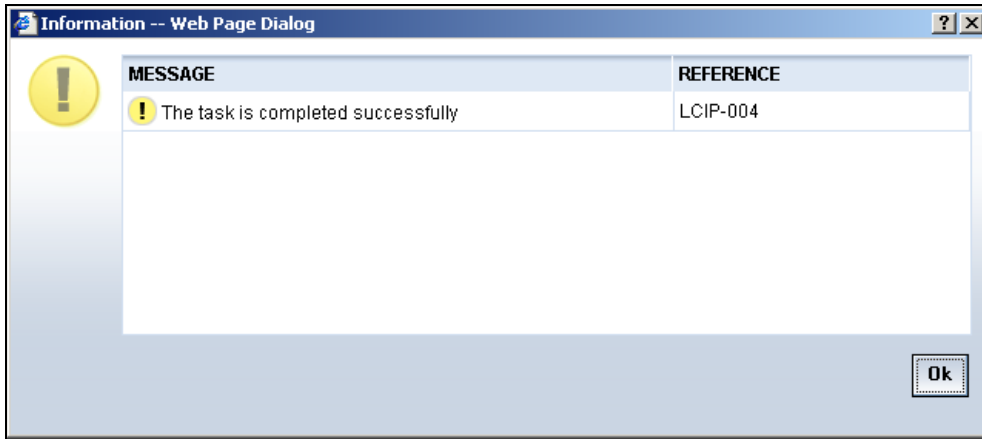 Information -- Web Page Dialog
MESSAGE REFERENCE
! The task is completed successfully LCIP-004
Ok